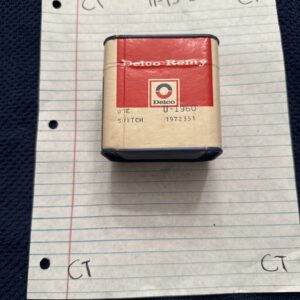 CT
CT
Delco Remy
Delco
U-1960
SWITCH 1972351
CT
CT